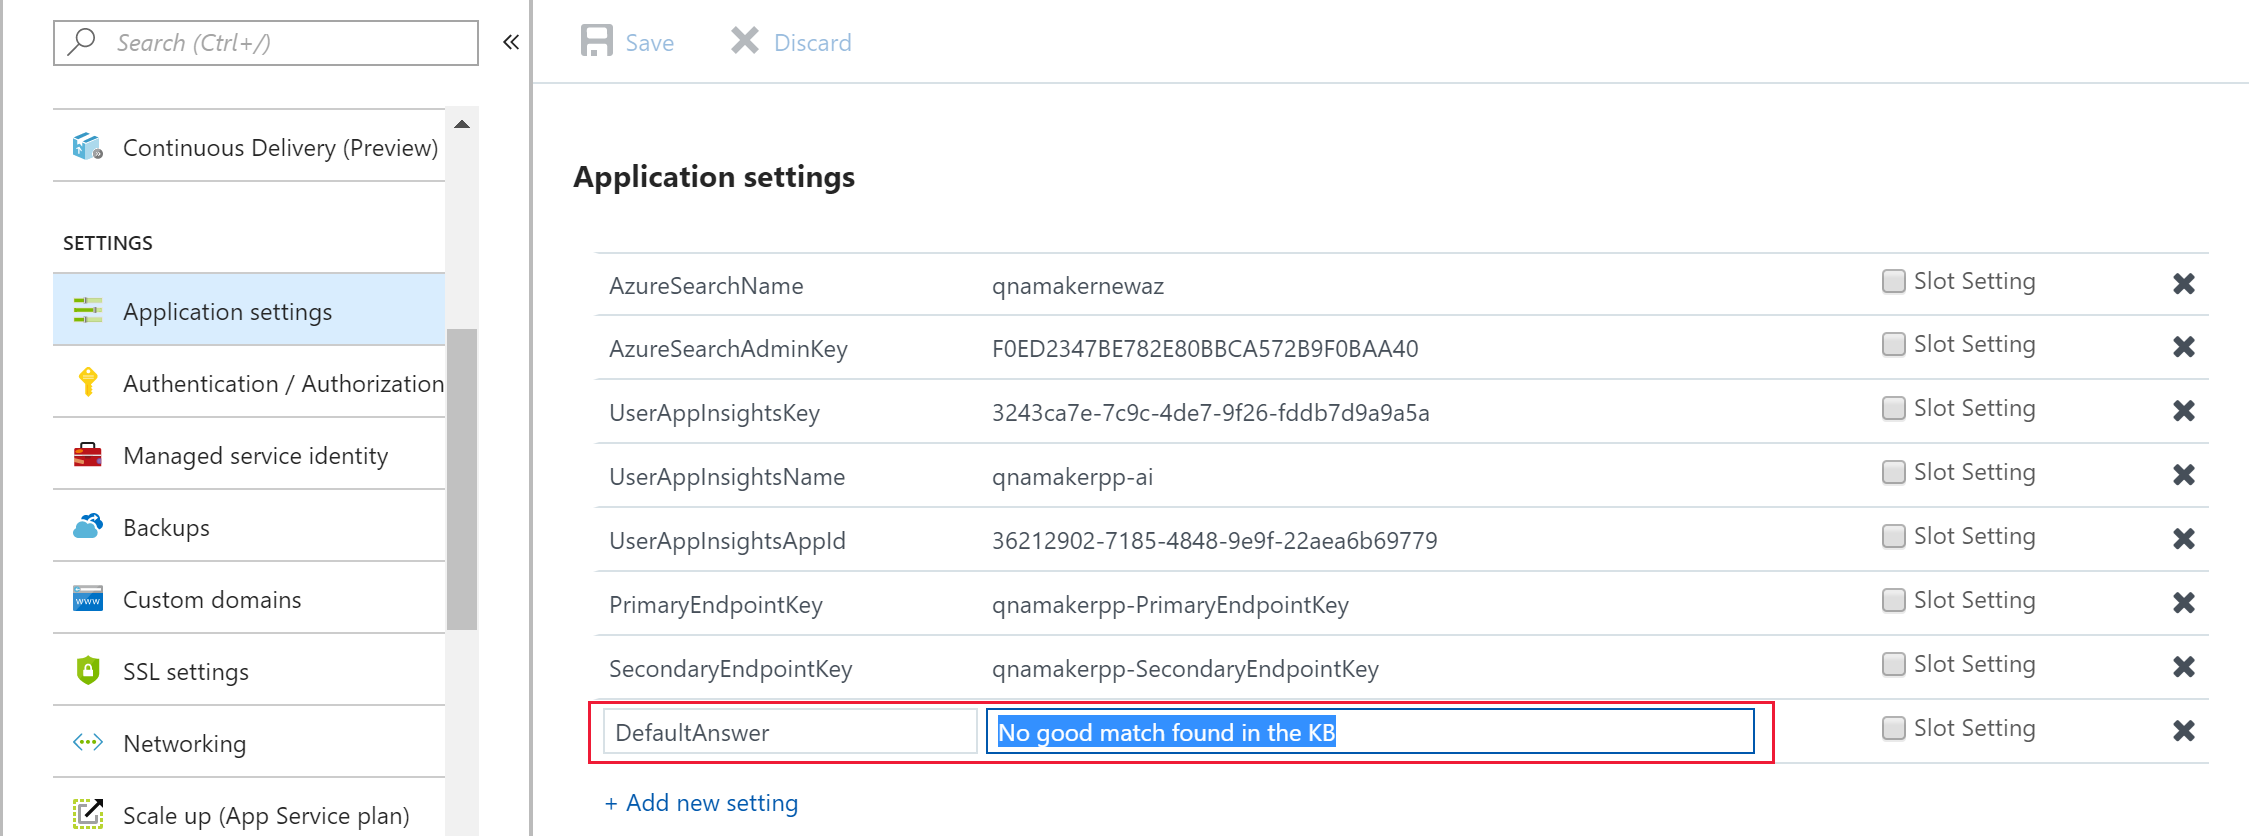 Search (Ctrl+/)
«
Save
Discard
Continuous Delivery (Preview)
SETTINGS
Application settings
Authentication / Authorization
Managed service identity
Backups
www
Custom domains
SSL settings
Networking
Scale up (App Service plan)
Application settings
AzureSearchName qnamakernewaz Slot Setting
AzureSearchAdminKey F0ED2347BE782E80BBCA572B9F0BAA40 Slot Setting
UserAppInsightsKey 3243ca7e-7c9c-4de7-9f26-fddb7d9a9a5a Slot Setting
UserAppInsightsName qnamakerpp-ai Slot Setting
UserAppInsightsAppId 36212902-7185-4848-9e9f-22aea6b69779 Slot Setting
PrimaryEndpointKey qnamakerpp-PrimaryEndpointKey Slot Setting
SecondaryEndpointKey qnamakerpp-SecondaryEndpointKey Slot Setting
DefaultAnswer No good match found in the KB Slot Setting
+ Add new setting